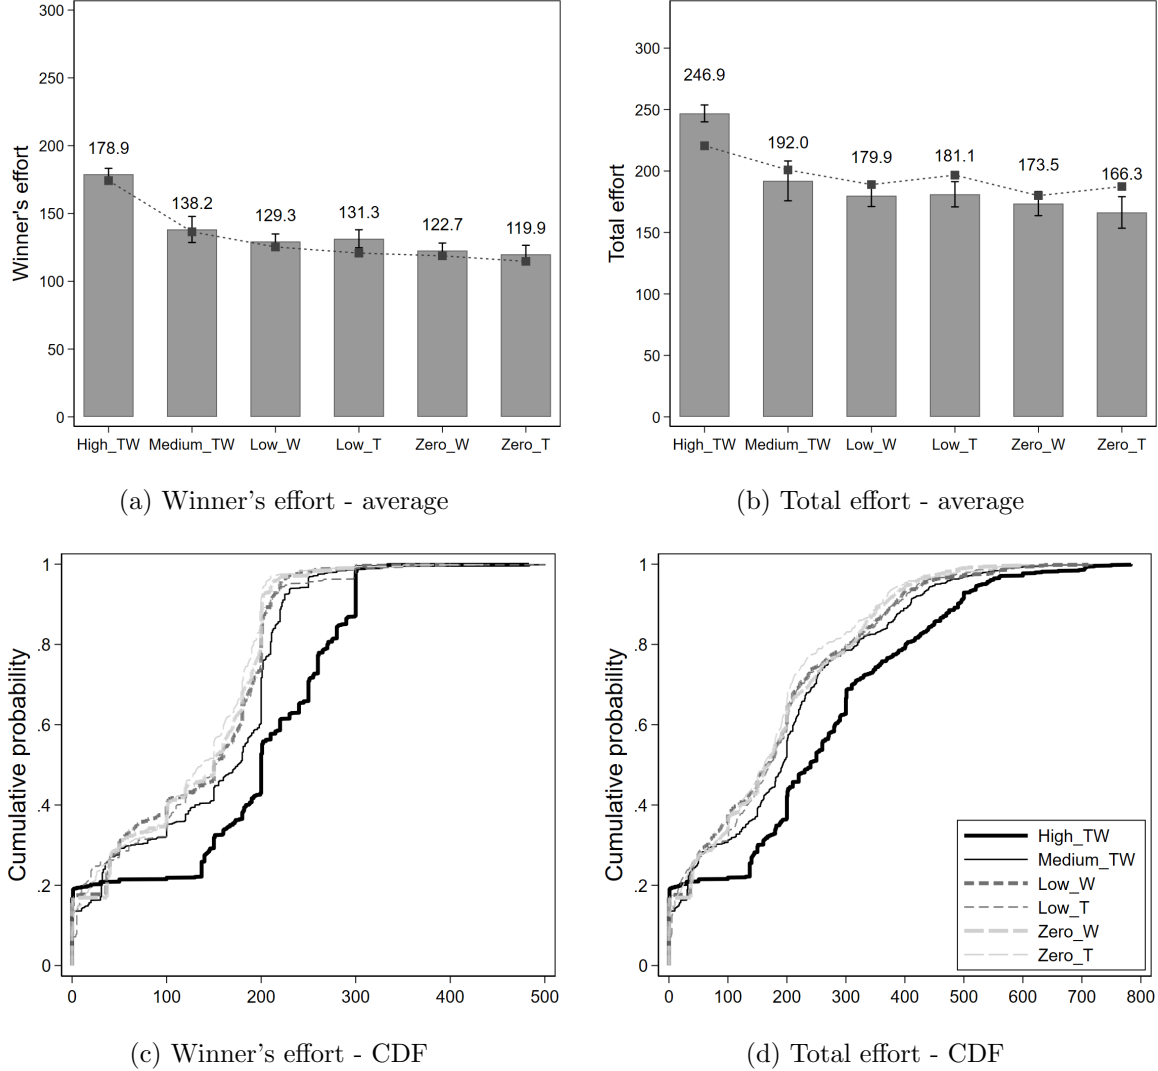 Winner's effort
300
250
200
150
100
50
0
178.9
138.2
129.3
131.3
122.7
119.9
High_TW Medium_TW Low_W Low_T Zero_W Zero_T
(a) Winner's effort - average
Total effort
300
250
200
150
100
50
0
246.9
192.0
179.9
181.1
173.5
166.3
High_TW Medium_TW Low_W Low_T Zero_W Zero_T
(b) Total effort - average
Cumulative probability
1
.8
.6
.4
.2
0
0 100 200 300 400 500
(c) Winner's effort - CDF
Cumulative probability
1
.8
.6
.4
.2
0
High_TW
Medium_TW
Low_W
Low_T
Zero_W
Zero_T
0 100 200 300 400 500 600 700 800
(d) Total effort - CDF